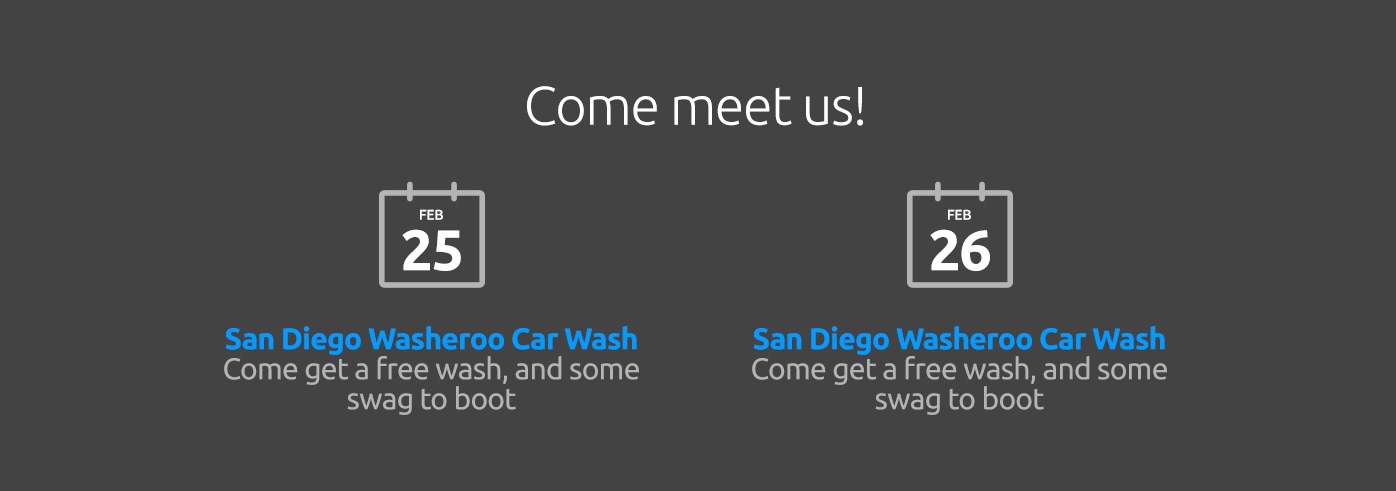 Come meet us!
FEB
25
San Diego Washeroo Car Wash
Come get a free wash, and some
swag to boot
FEB
26
San Diego Washeroo Car Wash
Come get a free wash, and some
swag to boot